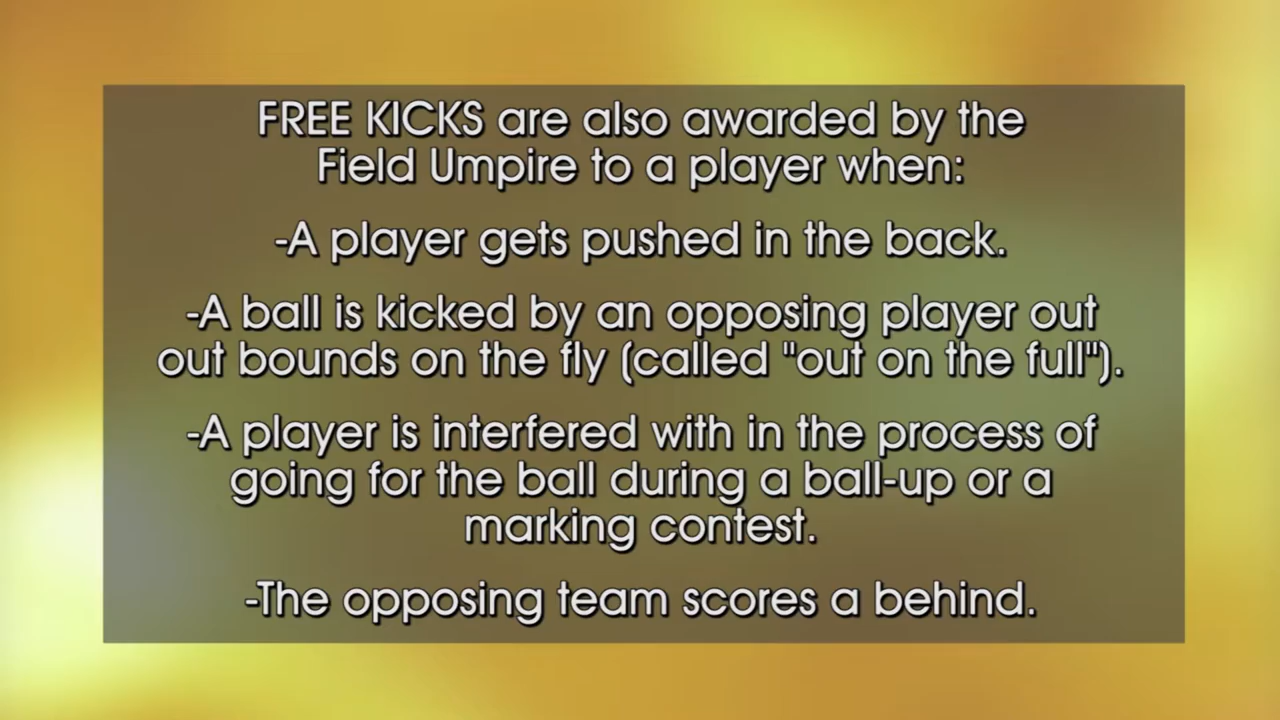 FREE KICKS are also awarded by the
Field Umpire to a player when:
-A player gets pushed in the back.
-A ball is kicked by an opposing player out
out bounds on the fly (called "out on the full").
-A player is interfered with in the process of
going for the ball during a ball-up or a
marking contest.
-The opposing team scores a behind.